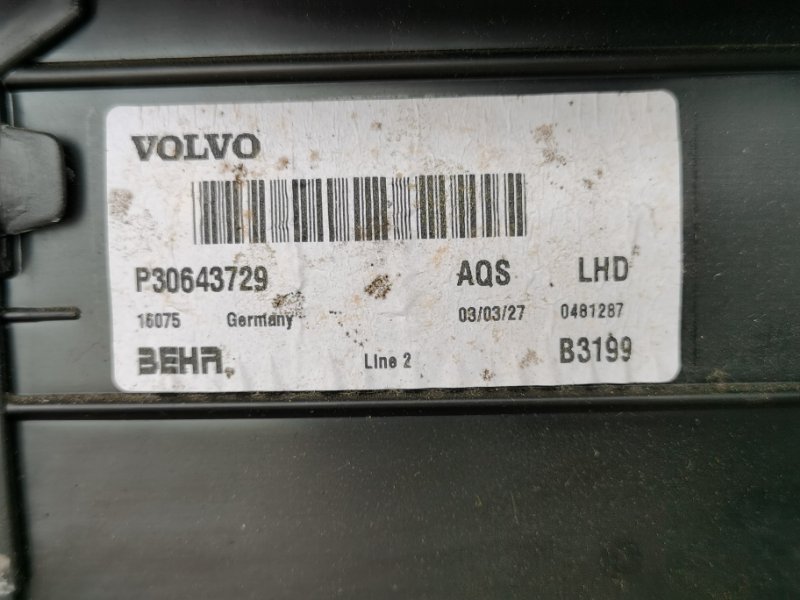 VOLVO
P30643729 AQS LHD
16075 Germany 03/03/27 0481287
BEHR Line 2 B3199